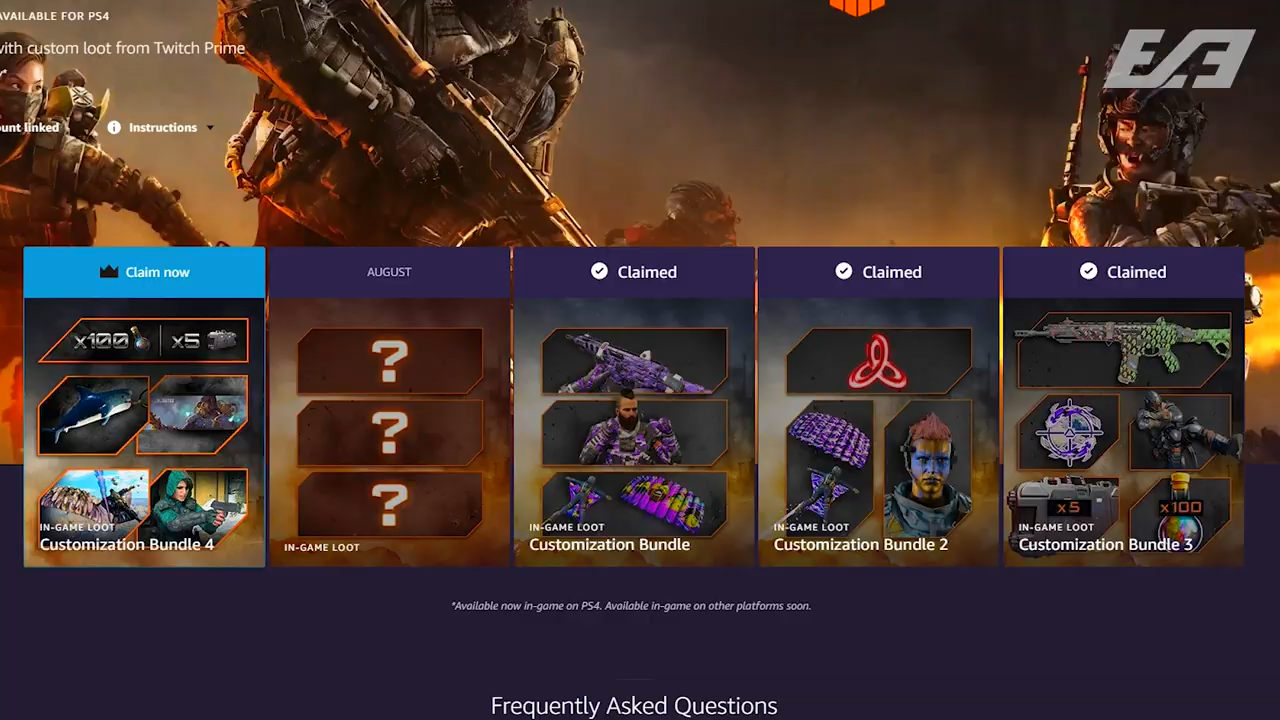 AVAILABLE FOR PS4
with custom loot from Twitch Prime
unt linked
Instructions
Claim now
AUGUST
Claimed
Claimed
Claimed
x100
x5
?
?
?
x5
x100
IN-GAME LOOT
Customization Bundle 4
IN-GAME LOOT
IN-GAME LOOT
Customization Bundle
IN-GAME LOOT
Customization Bundle 2
IN-GAME LOOT
Customization Bundle 3
*Available now in-game on PS4. Available in-game on other platforms soon.
Frequently Asked Questions